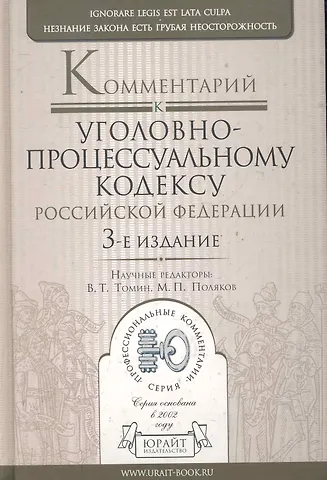 IGNORARE LEGIS EST LATA CULPA
НЕЗНАНИЕ ЗАКОНА ЕСТЬ ГРУБАЯ НЕОСТОРОЖНОСТЬ
КОММЕНТАРИЙ
К
УГОЛОВНО-
ПРОЦЕССУАЛЬНОМУ
КОДЕКСУ
РОССИЙСКОЙ ФЕДЕРАЦИИ
3-Е ИЗДАНИЕ
НАУЧНЫЕ РЕДАКТОРЫ:
В. Т. ТОМИН, М. П. ПОЛЯКОВ
ПРОФЕССИОНАЛЬНЫЕ КОММЕНТАРИИ
СЕРИЯ
Серия основана
в 2002
году
ЮРАЙТ
ИЗДАТЕЛЬСТВО
WWW.URAIT-BOOK.RU